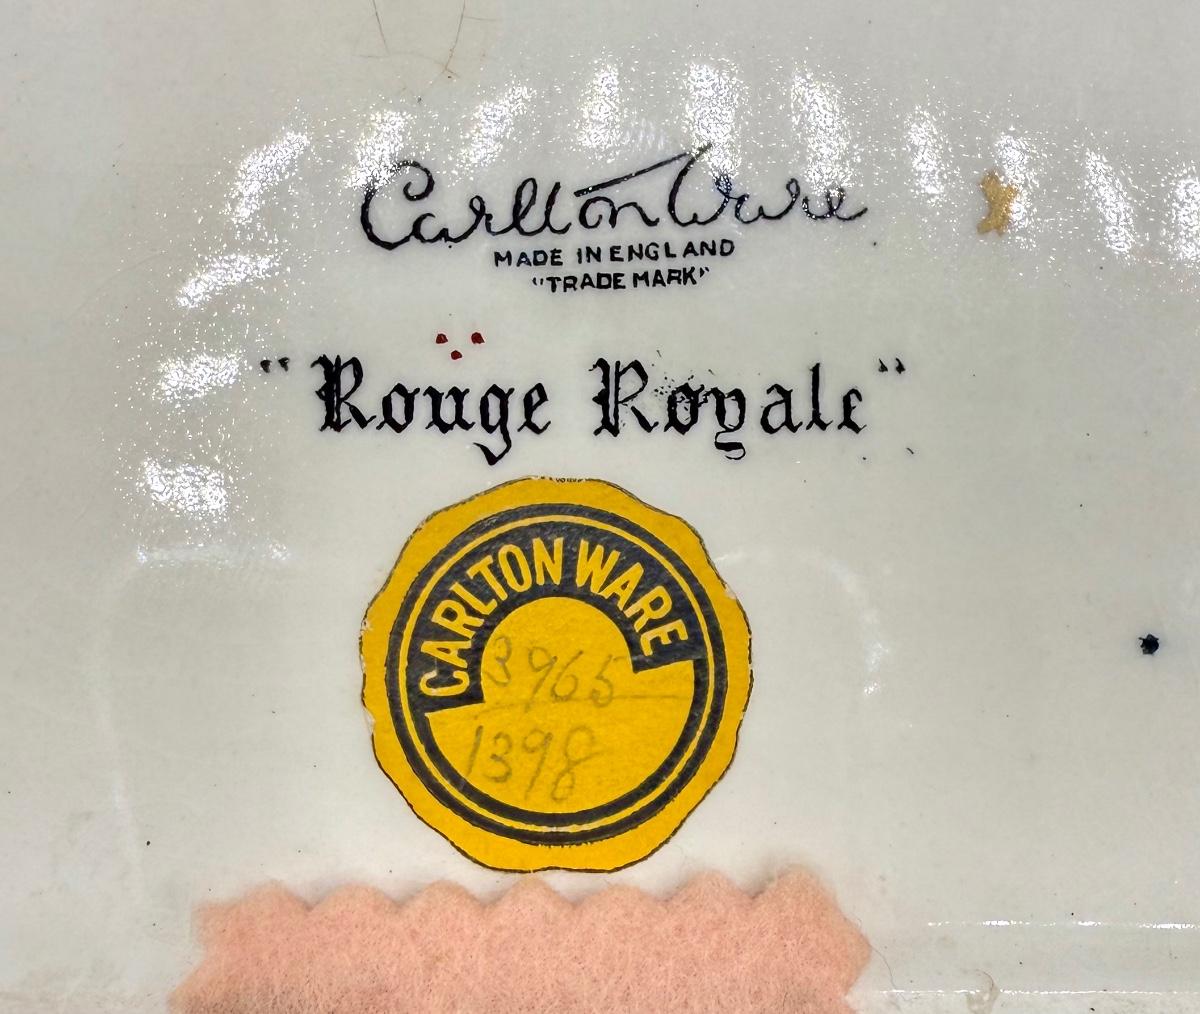 Carlton Ware
MADE IN ENGLAND
"TRADE MARK"
"Rouge Royale"
CARLTON WARE
3965
1398